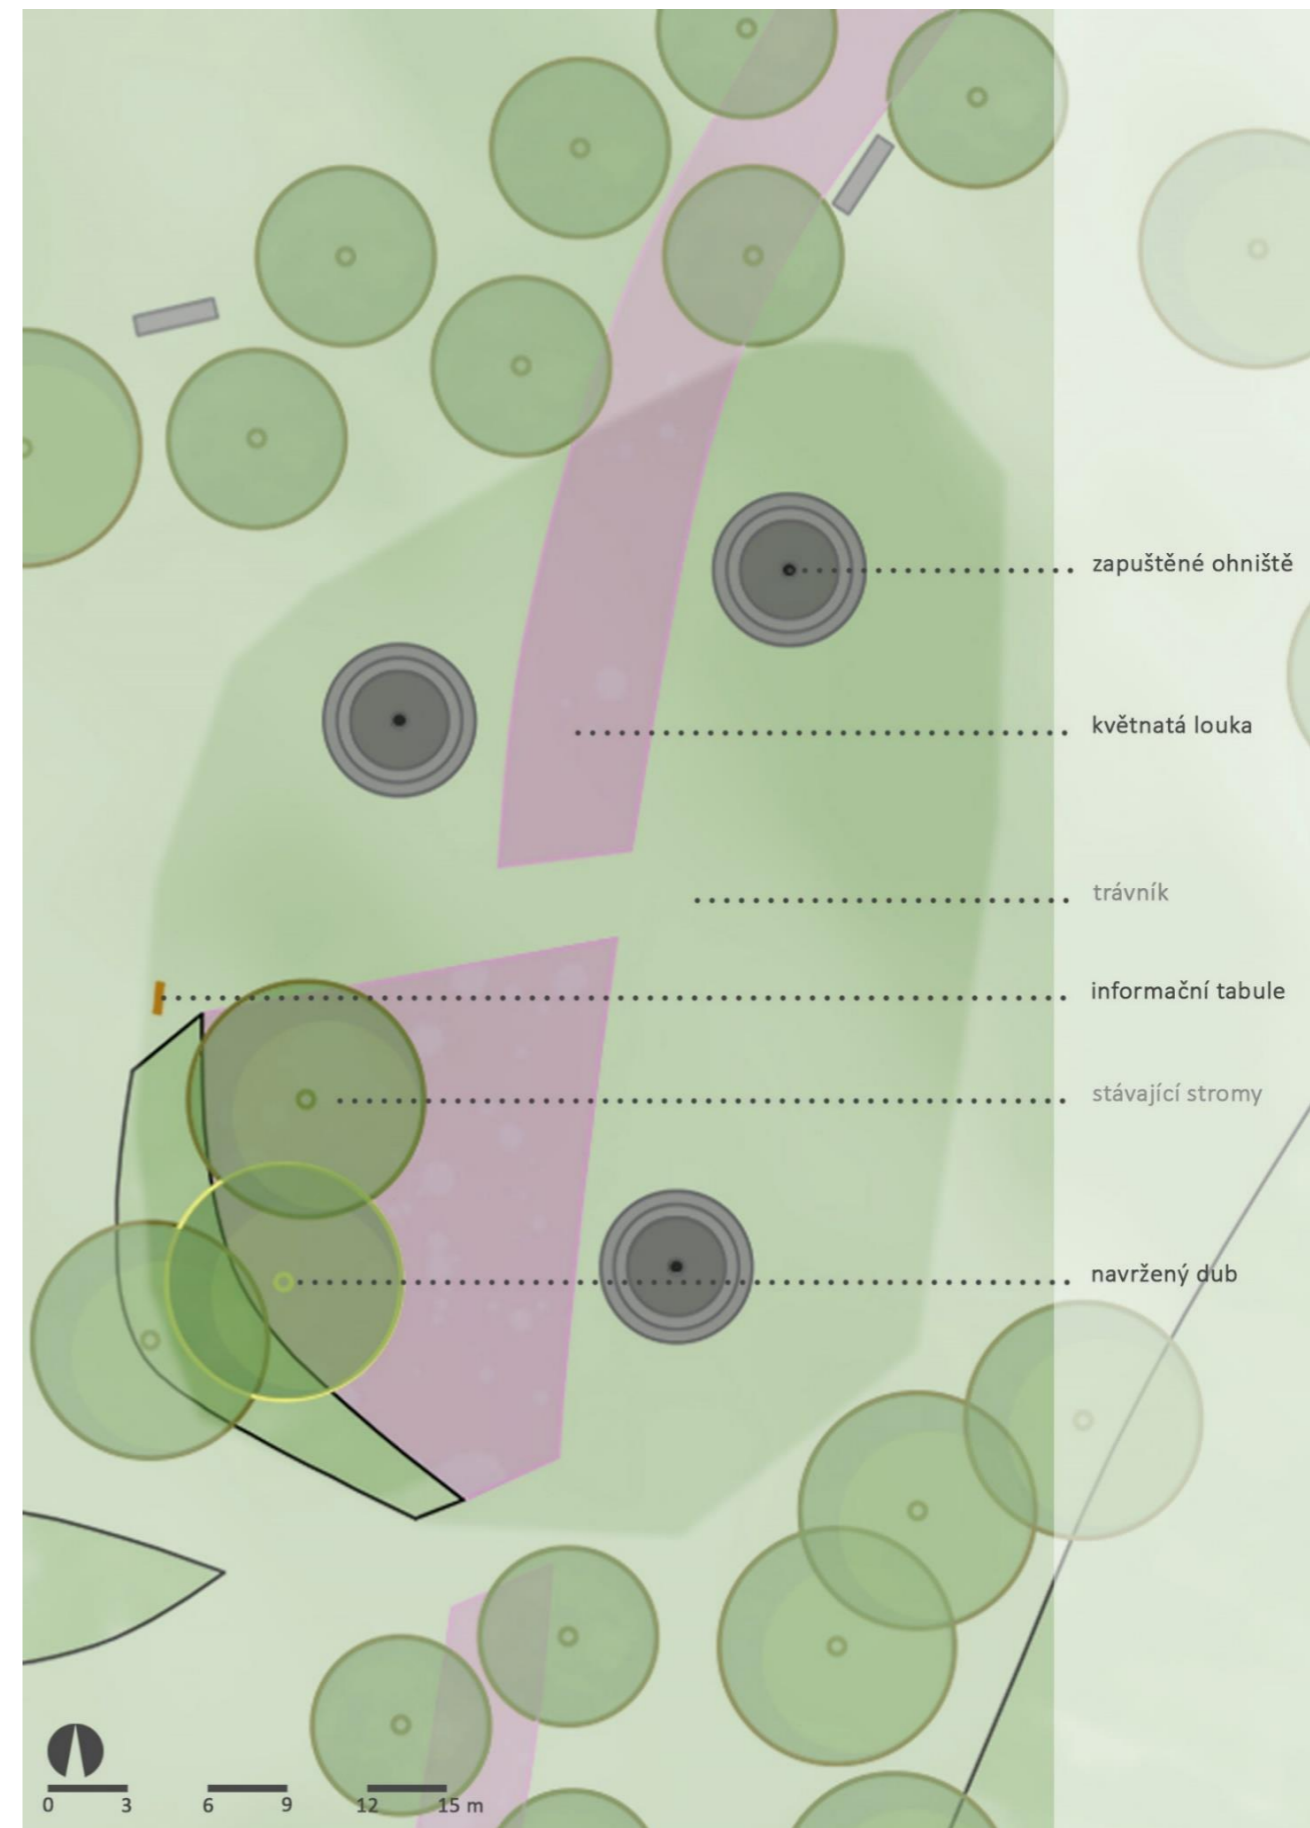 zapuštěné ohniště
květnatá louka
trávník
informační tabule
stávající stromy
navržený dub
0 3 6 9 12 15 m